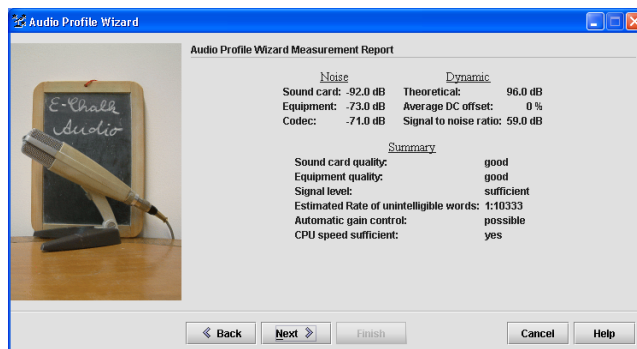 Audio Profile Wizard
E-Chalk
Audio
Audio Profile Wizard Measurement Report
Noise Dynamic
Sound card: -92.0 dB Theoretical: 96.0 dB
Equipment: -73.0 dB Average DC offset: 0 %
Codec: -71.0 dB Signal to noise ratio: 59.0 dB
Summary
Sound card quality: good
Equipment quality: good
Signal level: sufficient
Estimated Rate of unintelligible words: 1:10333
Automatic gain control: possible
CPU speed sufficient: yes
Back Next Finish Cancel Help